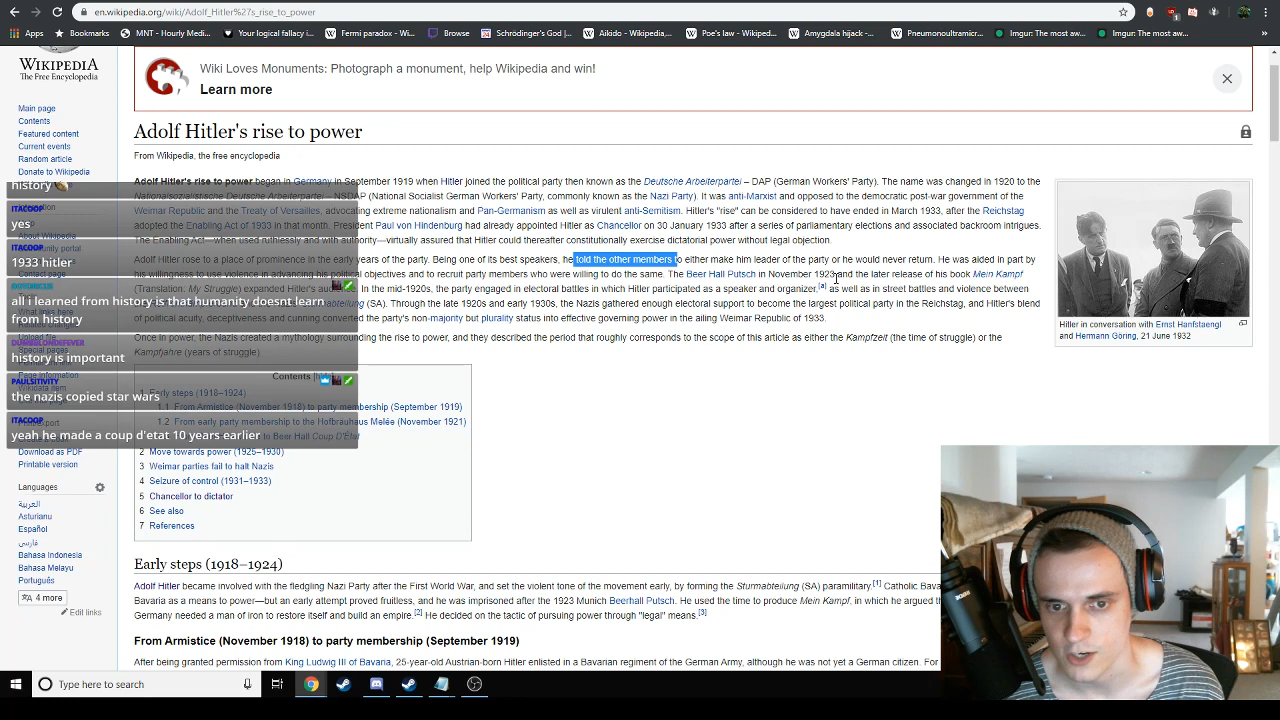 en.wikipedia.org/wiki/Adolf_Hitler%27s_rise_to_power
Apps
Bookmarks
MNT - Hourly Medi...
Your logical fallacy i...
Fermi paradox - Wi...
Browse
Schrödinger's God |...
Aikido - Wikipedia,...
Poe's law - Wikiped...
Amygdala hijack -...
Pneumonoultramicr...
Imgur: The most aw...
Imgur: The most aw...
WIKIPEDIA
The Free Encyclopedia
Main page
Contents
Featured content
Current events
Random article
Donate to Wikipedia
Wiki Loves Monuments: Photograph a monument, help Wikipedia and win!
Learn more
Adolf Hitler's rise to power
From Wikipedia, the free encyclopedia
Adolf Hitler's rise to power began in Germany in September 1919 when Hitler joined the political party then known as the Deutsche Arbeiterpartei – DAP (German Workers' Party). The name was changed in 1920 to the
Nationalsozialistische Deutsche Arbeiterpartei – NSDAP (National Socialist German Workers' Party, commonly known as the Nazi Party). It was anti-Marxist and opposed to the democratic post-war government of the
Weimar Republic and the Treaty of Versailles, advocating extreme nationalism and Pan-Germanism as well as virulent anti-Semitism. Hitler's "rise" can be considered to have ended in March 1933, after the Reichstag
adopted the Enabling Act of 1933 in that month. President Paul von Hindenburg had already appointed Hitler as Chancellor on 30 January 1933 after a series of parliamentary elections and associated backroom intrigues.
The Enabling Act—when used ruthlessly and with authority—virtually assured that Hitler could thereafter constitutionally exercise dictatorial power without legal objection.
Adolf Hitler rose to a place of prominence in the early years of the party. Being one of its best speakers, he told the other members to either make him leader of the party or he would never return. He was aided in part by
his willingness to use violence in advancing his political objectives and to recruit party members who were willing to do the same. The Beer Hall Putsch in November 1923 and the later release of his book Mein Kampf
(Translation: My Struggle) expanded Hitler's audience. In the mid-1920s, the party engaged in electoral battles in which Hitler participated as a speaker and organizer,[a] as well as in street battles and violence between
(SA). Through the late 1920s and early 1930s, the Nazis gathered enough electoral support to become the largest political party in the Reichstag, and Hitler's blend
of political acuity, deceptiveness and cunning converted the party's non-majority but plurality status into effective governing power in the ailing Weimar Republic of 1933.
Once in power, the Nazis created a mythology surrounding the rise to power, and they described the period that roughly corresponds to the scope of this article as either the Kampfzeit (the time of struggle) or the
Kampfjahre (years of struggle).
Hitler in conversation with Ernst Hanfstaengl
and Hermann Göring, 21 June 1932
history
ITACOOP
yes
ITACOOP
1933 hitler
all i learned from history is that humanity doesnt learn
from history
DUMBBLONDEFEVER
history is important
PAULSITIVITY
the nazis copied star wars
ITACOOP
yeah he made a coup d'etat 10 years earlier
Contents
1 Early steps (1918–1924)
1.1 From Armistice (November 1918) to party membership (September 1919)
1.2 From early party membership to the Hofbräuhaus Melée (November 1921)
to Beer Hall Coup D'État
2 Move towards power (1925–1930)
3 Weimar parties fail to halt Nazis
4 Seizure of control (1931–1933)
5 Chancellor to dictator
6 See also
7 References
Download as PDF
Printable version
Languages
العربية
Asturianu
Español
فارسی
Bahasa Indonesia
Bahasa Melayu
Português
4 more
Edit links
Early steps (1918–1924)
Adolf Hitler became involved with the fledgling Nazi Party after the First World War, and set the violent tone of the movement early, by forming the Sturmabteilung (SA) paramilitary.[1] Catholic Bava
Bavaria as a means to power—but an early attempt proved fruitless, and he was imprisoned after the 1923 Munich Beerhall Putsch. He used the time to produce Mein Kampf, in which he argued t
Germany needed a man of iron to restore itself and build an empire.[2] He decided on the tactic of pursuing power through "legal" means.[3]
From Armistice (November 1918) to party membership (September 1919)
After being granted permission from King Ludwig III of Bavaria, 25-year-old Austrian-born Hitler enlisted in a Bavarian regiment of the German Army, although he was not yet a German citizen. For
Type here to search